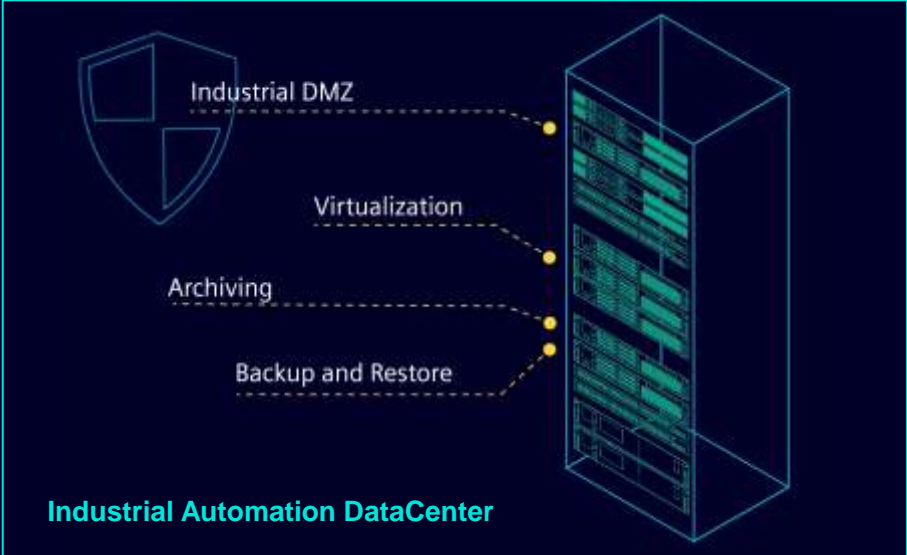 Industrial DMZ
Virtualization
Archiving
Backup and Restore
Industrial Automation DataCenter